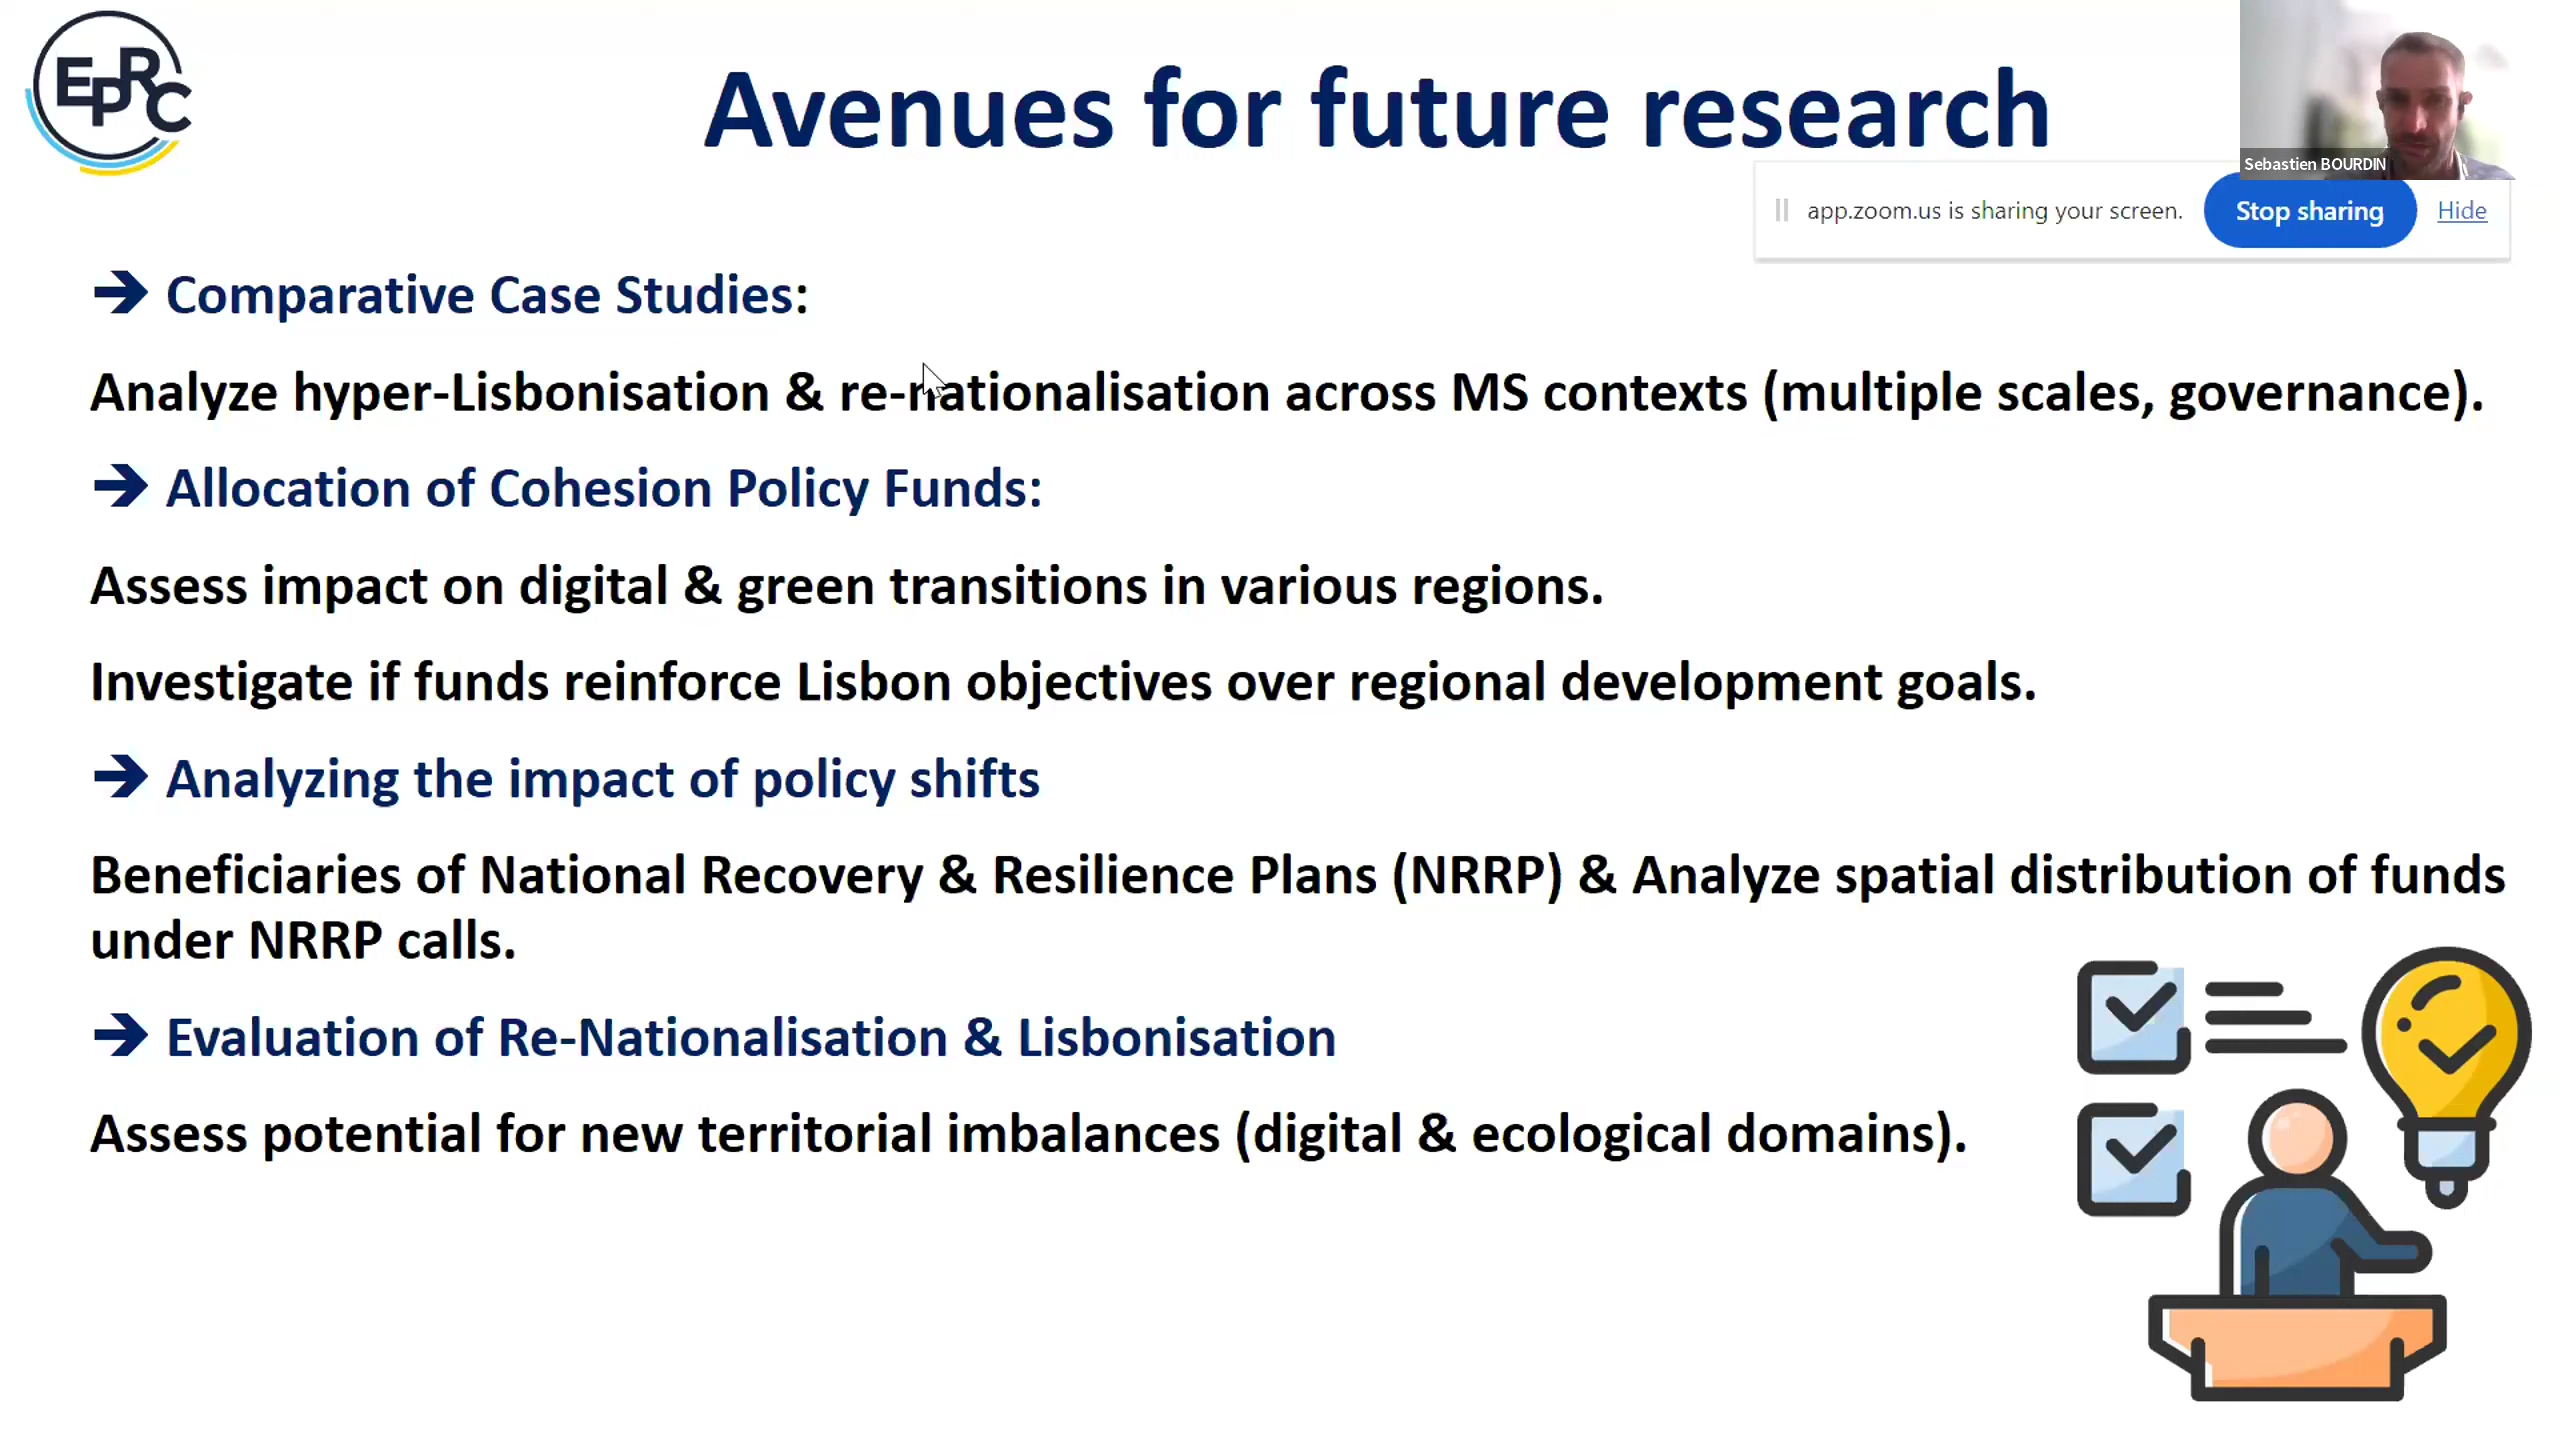 EPRC
Avenues for future research
Sebastien BOURDIN
app.zoom.us is sharing your screen.
Stop sharing
Hide
➔ Comparative Case Studies:
Analyze hyper-Lisbonisation & re-nationalisation across MS contexts (multiple scales, governance).
➔ Allocation of Cohesion Policy Funds:
Assess impact on digital & green transitions in various regions.
Investigate if funds reinforce Lisbon objectives over regional development goals.
➔ Analyzing the impact of policy shifts
Beneficiaries of National Recovery & Resilience Plans (NRRP) & Analyze spatial distribution of funds
under NRRP calls.
➔ Evaluation of Re-Nationalisation & Lisbonisation
Assess potential for new territorial imbalances (digital & ecological domains).